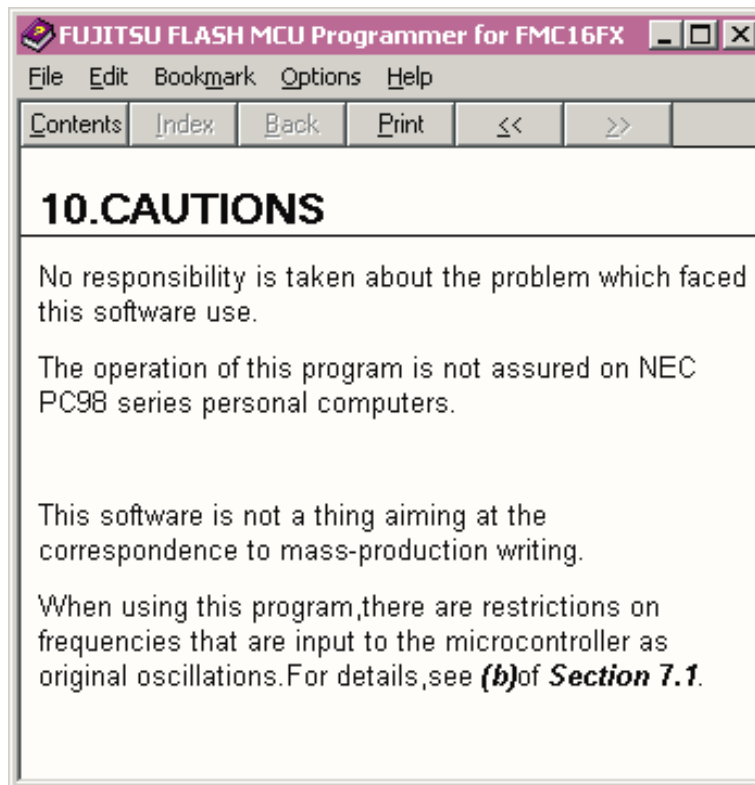 FUJITSU FLASH MCU Programmer for FMC16FX
File Edit Bookmark Options Help
Contents Index Back Print << >>
10.CAUTIONS
No responsibility is taken about the problem which faced
this software use.
The operation of this program is not assured on NEC
PC98 series personal computers.
This software is not a thing aiming at the
correspondence to mass-production writing.
When using this program,there are restrictions on
frequencies that are input to the microcontroller as
original oscillations.For details,see (b)of Section 7.1.